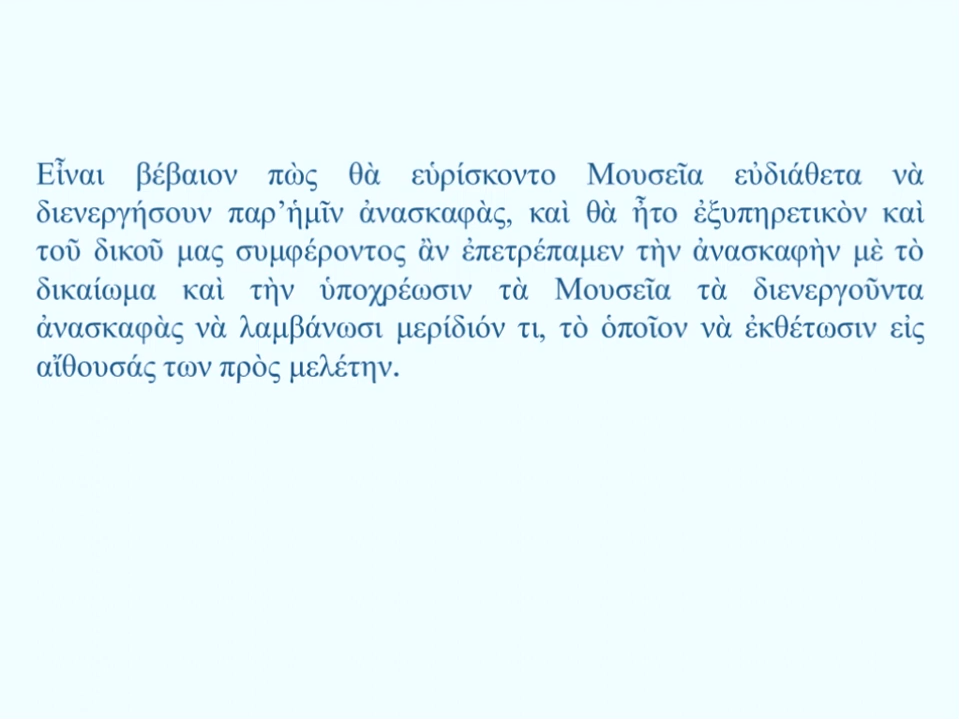 Εἶναι βέβαιον πὼς θὰ εὑρίσκοντο Μουσεῖα εὐδιάθετα νὰ
διενεργήσουν παρ’ἡμῖν ἀνασκαφὰς, καὶ θὰ ἦτο ἐξυπηρετικὸν καὶ
τοῦ δικοῦ μας συμφέροντος ἂν ἐπετρέπαμεν τὴν ἀνασκαφὴν μὲ τὸ
δικαίωμα καὶ τὴν ὑποχρέωσιν τὰ Μουσεῖα τὰ διενεργοῦντα
ἀνασκαφὰς νὰ λαμβάνωσι μερίδιόν τι, τὸ ὁποῖον νὰ ἐκθέτωσιν εἰς
αἴθουσάς των πρὸς μελέτην.